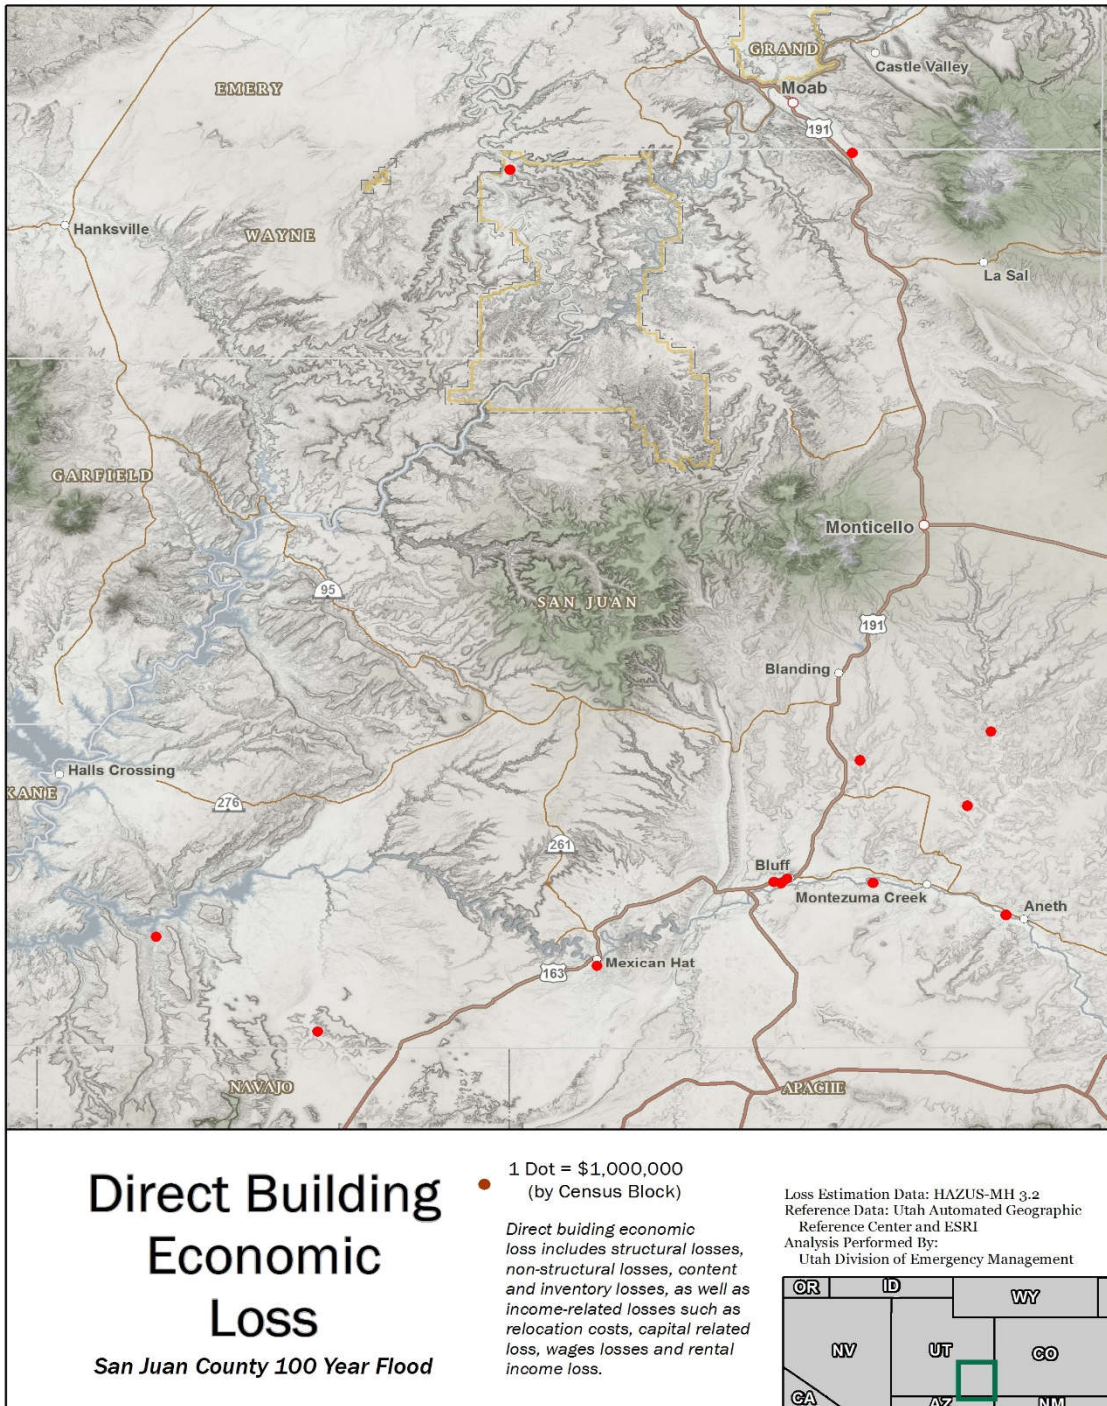 GRAND
Castle Valley
EMERY
Moab
191
Hanksville
WAYNE
La Sal
GARFIELD
Monticello
95
SAN JUAN
191
Blanding
Halls Crossing
KANE
276
261
Bluff
Montezuma Creek
Aneth
Mexican Hat
163
NAVAJO
APACHE
Direct Building
Economic
Loss
San Juan County 100 Year Flood
1 Dot = $1,000,000
(by Census Block)
Direct buiding economic
loss includes structural losses,
non-structural losses, content
and inventory losses, as well as
income-related losses such as
relocation costs, capital related
loss, wages losses and rental
income loss.
Loss Estimation Data: HAZUS-MH 3.2
Reference Data: Utah Automated Geographic
Reference Center and ESRI
Analysis Performed By:
Utah Division of Emergency Management
OR
ID
WY
NV
UT
CO
CA
AZ
NM